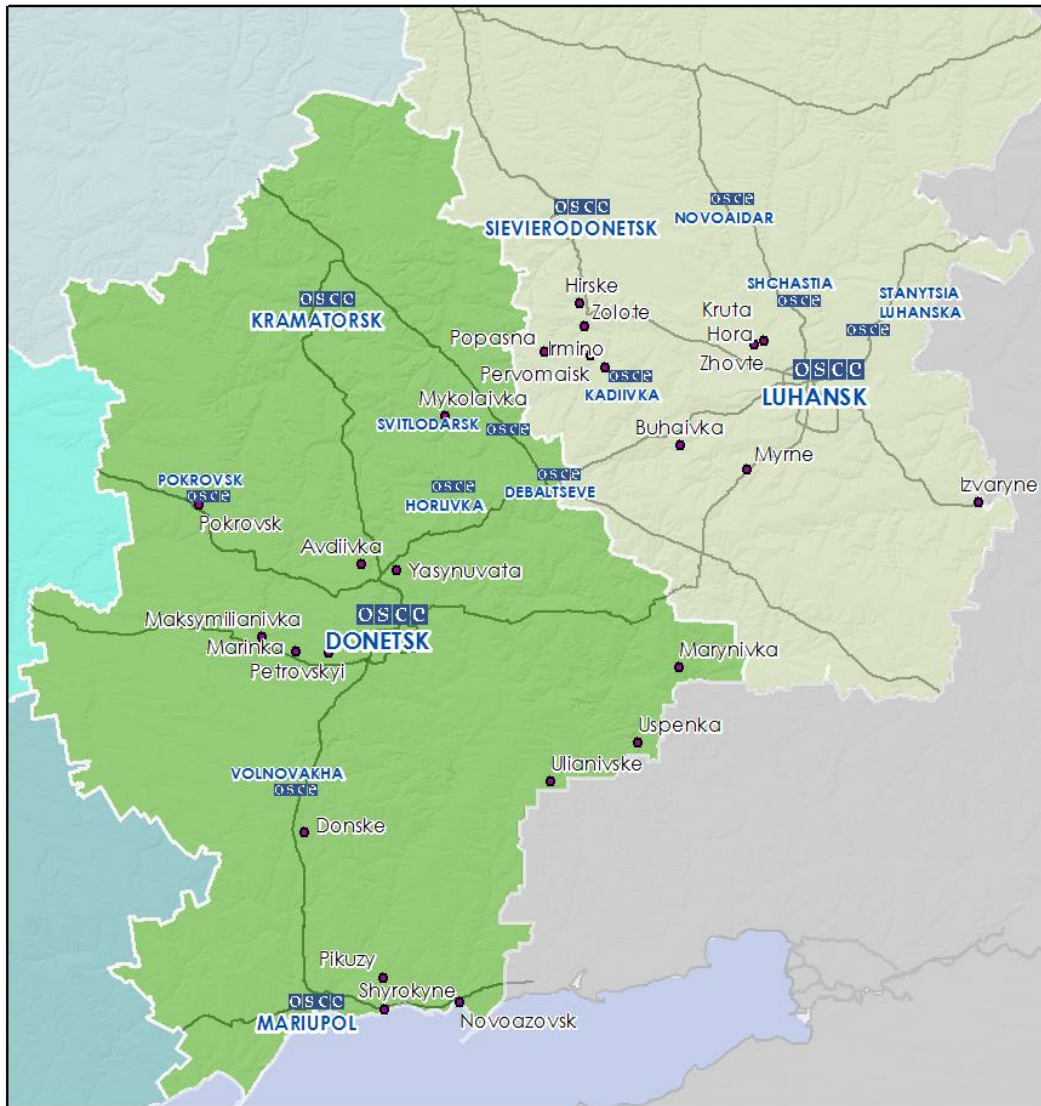 osce
NOVOAIDAR
osce
SIEVIERODONETSK
SHCHASTIA
osce
STANYTSIA
LUHANSKA
osce
Hirske
Zolote
osce
KRAMATORSK
Kruta
Hora
Zhovte
Popasna
Irmino
Pervomaisk
osce
KADIIVKA
osce
LUHANSK
Mykolaivka
SVITLODARSK
osce
Buhaivka
Myrne
POKROVSK
osce
Pokrovsk
osce
HORLIVKA
osce
DEBALTSEVE
Izvaryne
Avdiivka
Yasynuvata
osce
DONETSK
Maksymilianivka
Marinka
Petrovskyi
Marynivka
Uspenka
Ulianivske
VOLNOVAKHA
osce
Donske
Pikuzy
Shyrokyne
osce
MARIUPOL
Novoazovsk